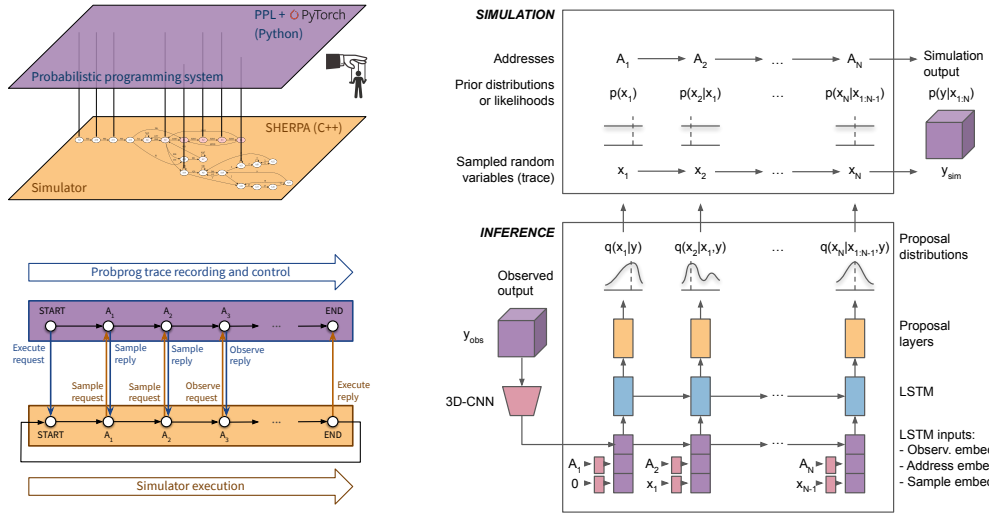 PPL + PyTorch
(Python)
Probabilistic programming system
SHERPA (C++)
Simulator
Probprog trace recording and control
START A1 A2 A3 ... END
Execute
request
Sample
reply
Sample
reply
Observe
reply
Sample
request
Sample
request
Observe
request
Execute
reply
START A1 A2 A3 ... END
Simulator execution
SIMULATION
Addresses
A1 A2 ... AN
Simulation
output
Prior distributions
or likelihoods
p(x1) p(x2|x1) ... p(xN|x1:N-1) p(y|x1:N)
Sampled random
variables (trace)
x1 x2 ... xN ysim
INFERENCE
q(x1|y) q(x2|x1,y) ... q(xN|x1:N-1,y)
Proposal
distributions
Observed
output
yobs
Proposal
layers
3D-CNN
LSTM
...
LSTM inputs:
- Observ. embed
- Address embed
- Sample embed
...
A1 A2 AN
0 x1 xN-1